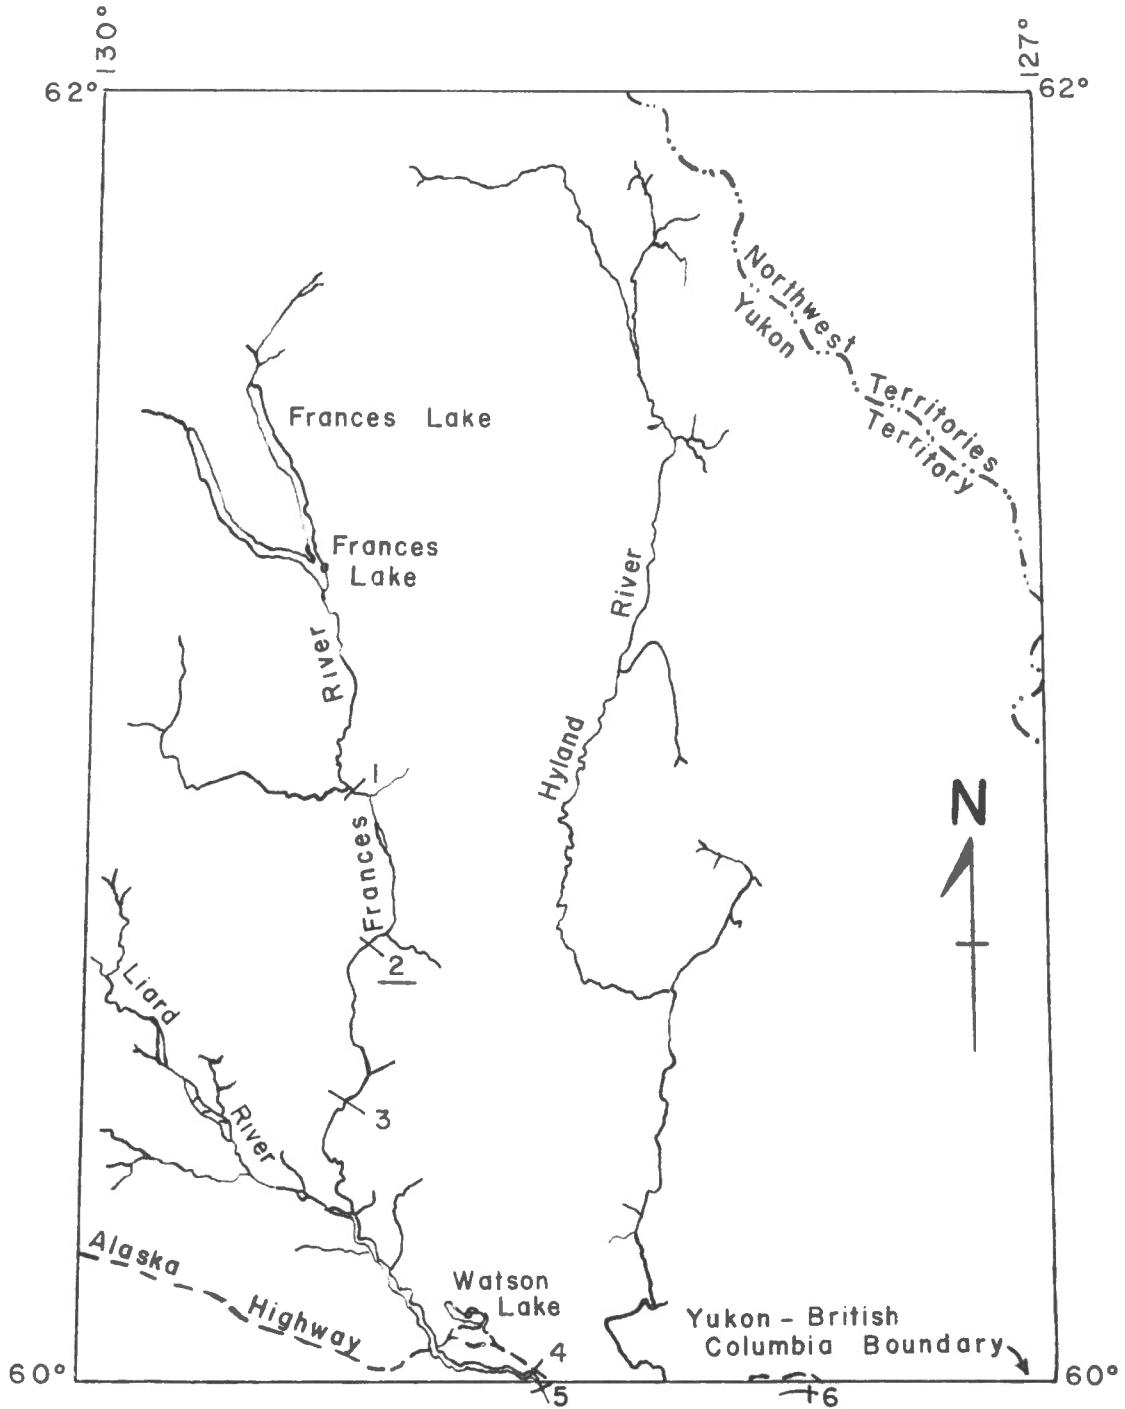 130°
127°
62°
62°
Northwest
Territories
Yukon
Territory
Frances Lake
Frances
Lake
River
River
Hyland
1
Frances
N
2
Liard
River
3
Alaska
Highway
Watson
Lake
Yukon – British
Columbia Boundary
4
60°
60°
5
6